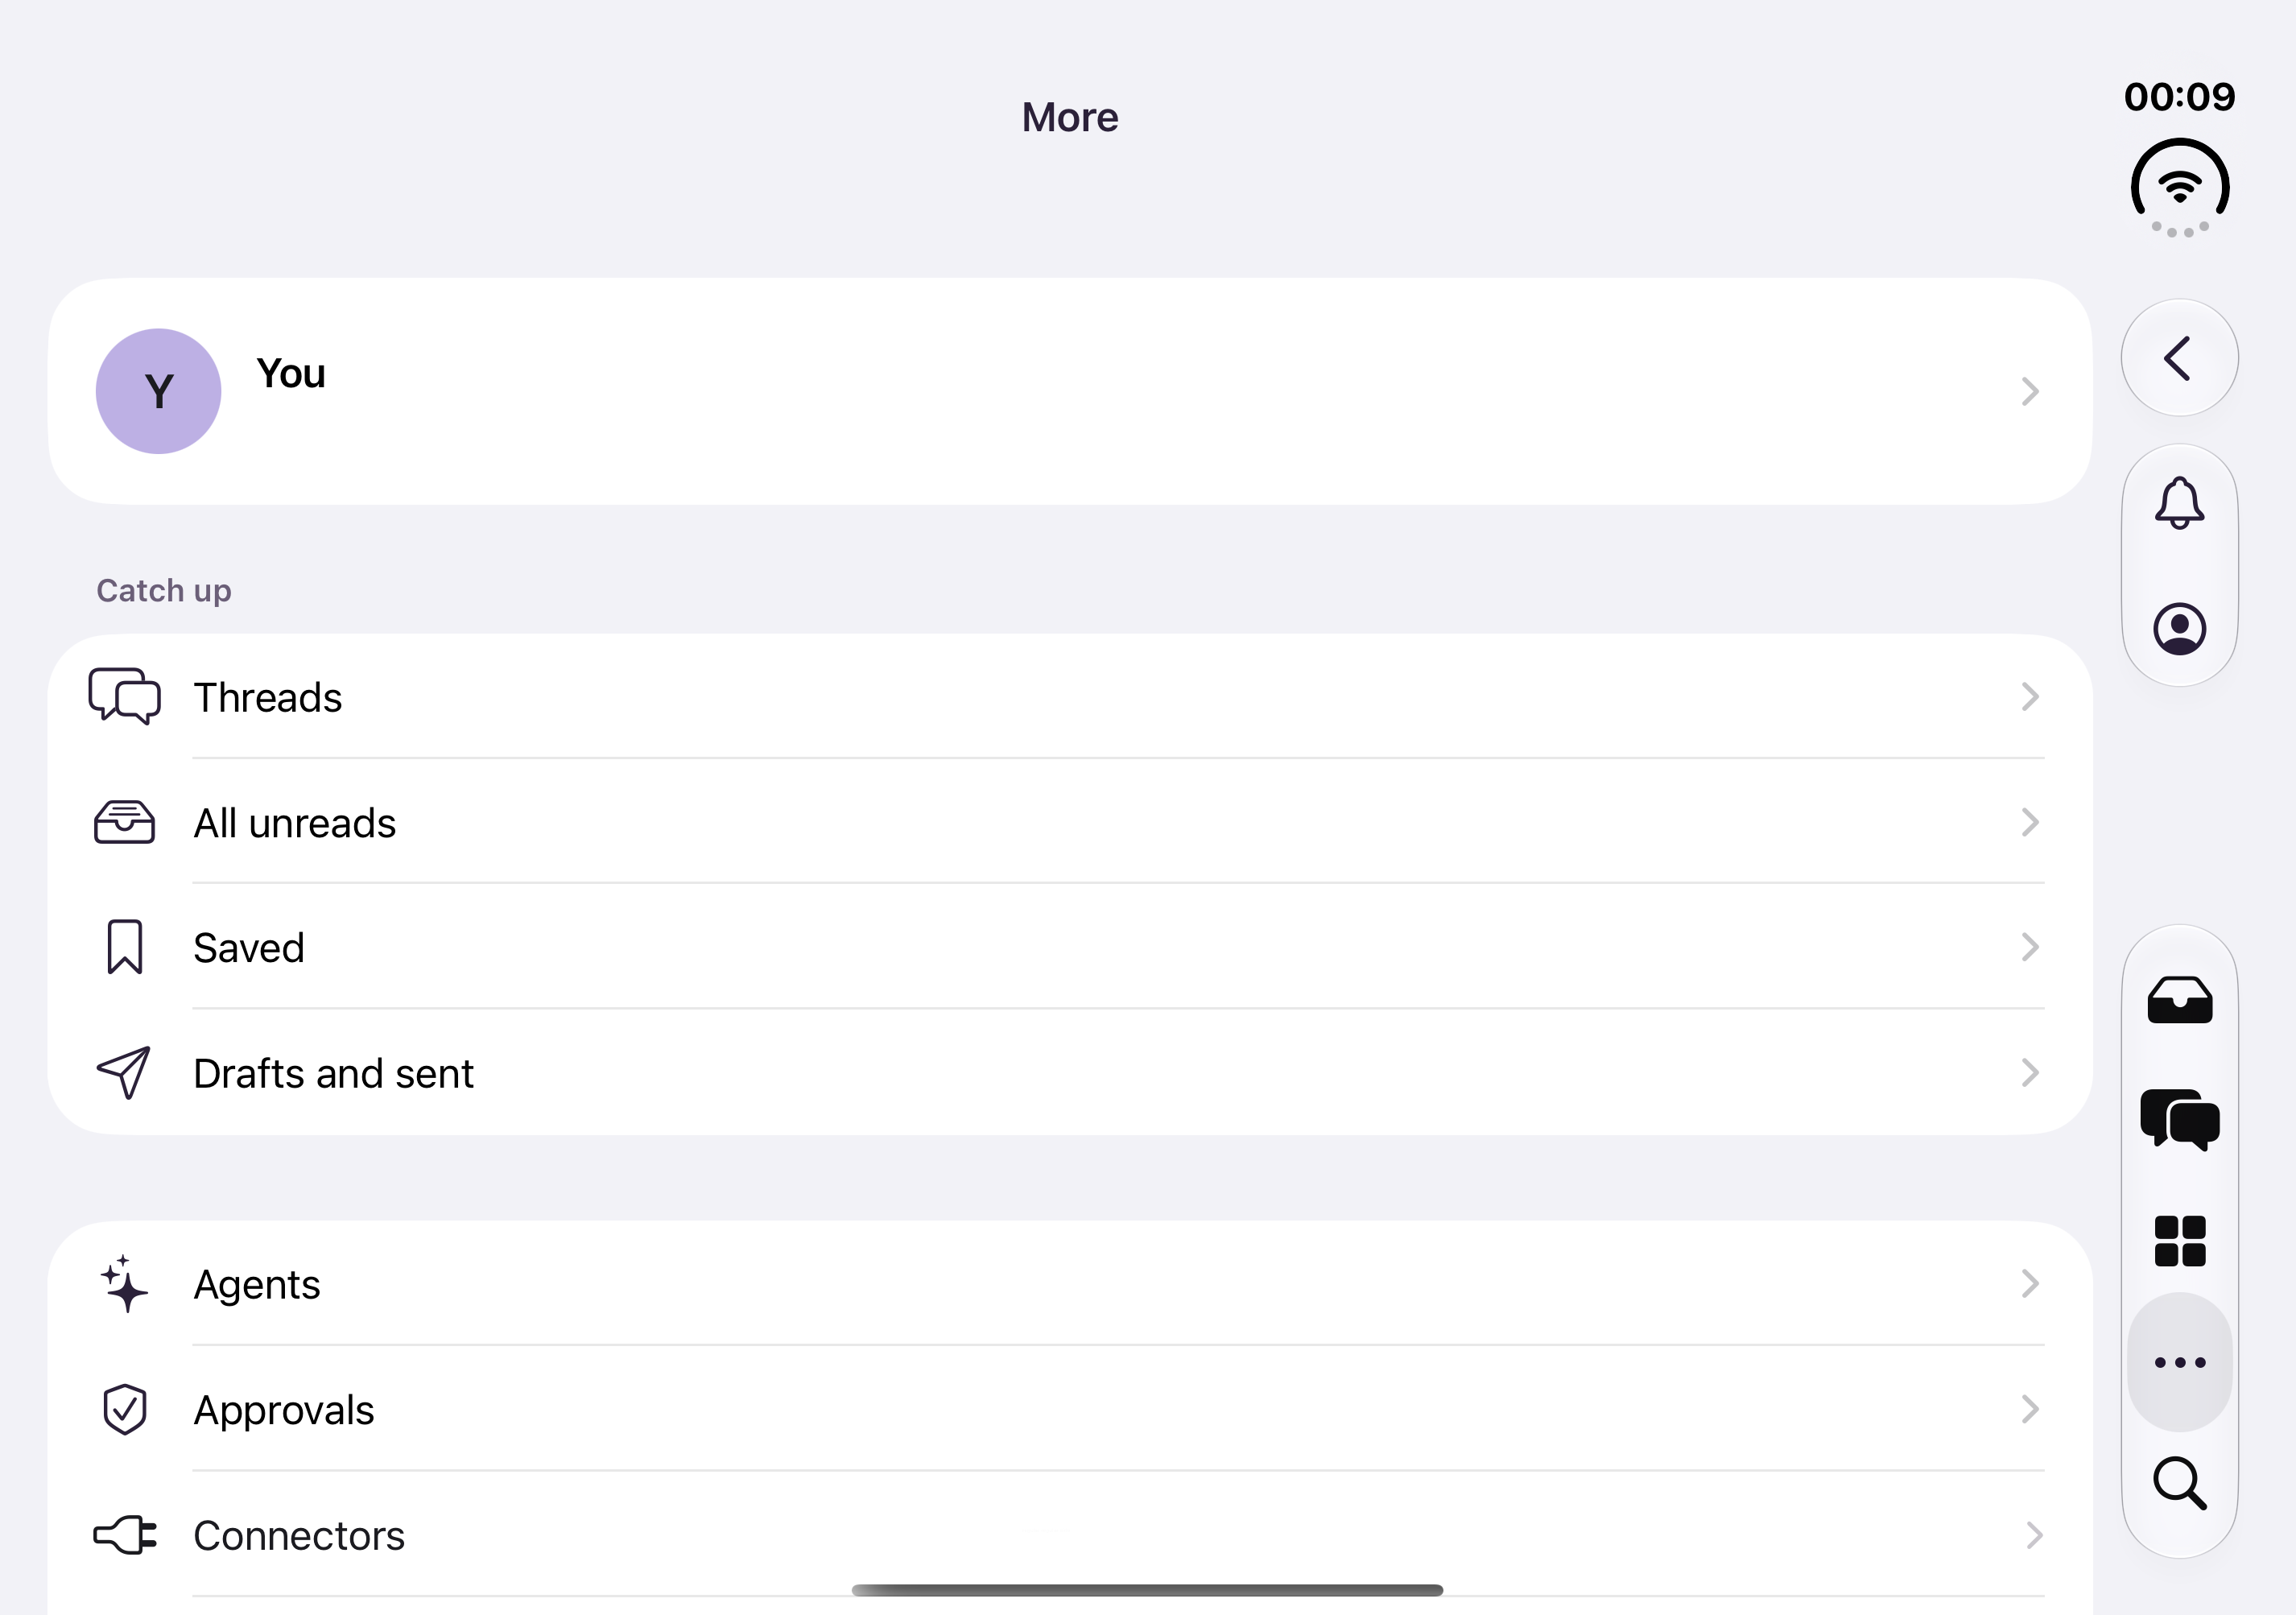 More
00:09
Y
You
Catch up
Threads
All unreads
Saved
Drafts and sent
Agents
Approvals
Connectors